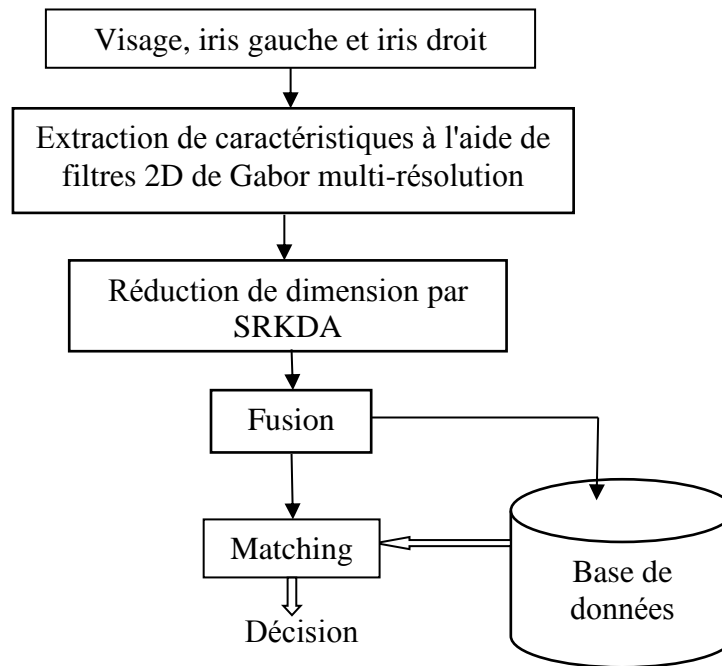 Visage, iris gauche et iris droit
Extraction de caractéristiques à l'aide de
filtres 2D de Gabor multi-résolution
Réduction de dimension par
SRKDA
Fusion
Matching
Base de
données
Décision